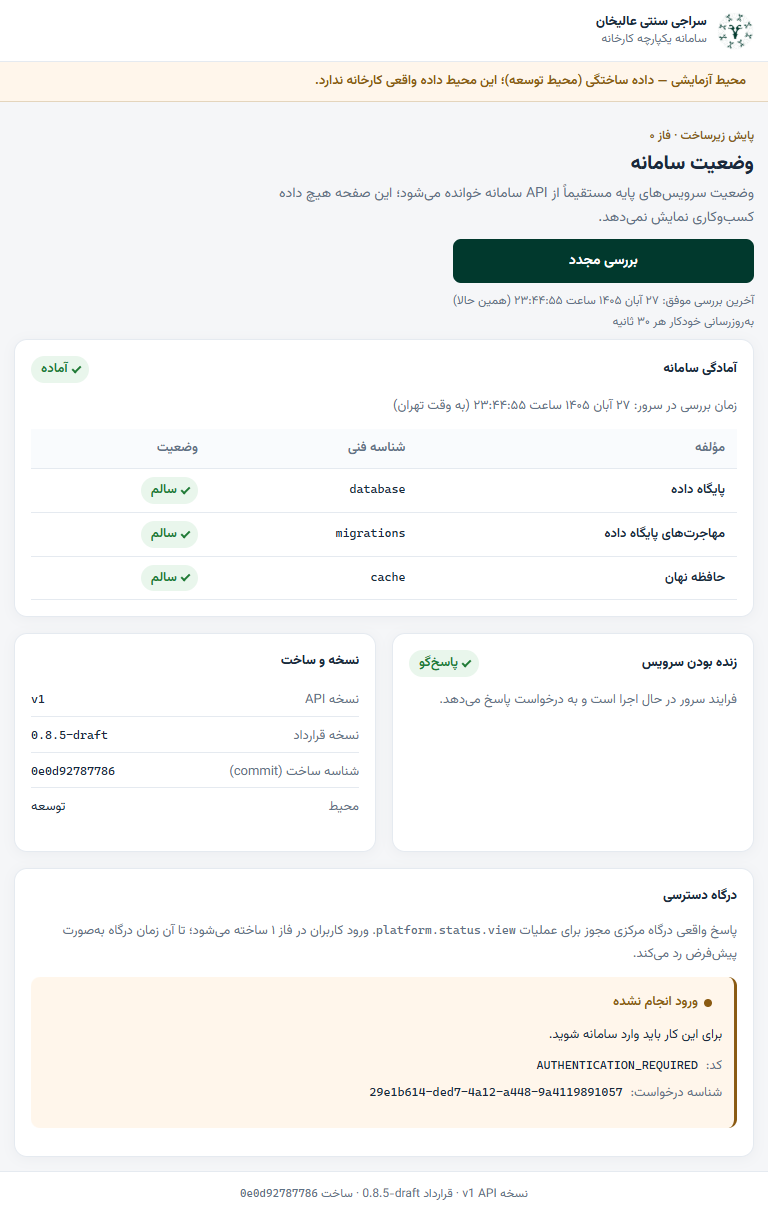 سراجی سنتی عالیخان
سامانه یکپارچه کارخانه
محیط آزمایشی — داده ساختگی (محیط توسعه)؛ این محیط داده واقعی کارخانه ندارد.
پایش زیرساخت · فاز ۰
وضعیت سامانه
وضعیت سرویس‌های پایه مستقیماً از API سامانه خوانده می‌شود؛ این صفحه هیچ داده
کسب‌وکاری نمایش نمی‌دهد.
بررسی مجدد
آخرین بررسی موفق: ۲۷ آبان ۱۴۰۵ ساعت ۲۳:۴۴:۵۵ (همین حالا)
به‌روزرسانی خودکار هر ۳۰ ثانیه
آمادگی سامانه
آماده
زمان بررسی در سرور: ۲۷ آبان ۱۴۰۵ ساعت ۲۳:۴۴:۵۵ (به وقت تهران)
مؤلفه شناسه فنی وضعیت
پایگاه داده database سالم
مهاجرت‌های پایگاه داده migrations سالم
حافظه نهان cache سالم
زنده بودن سرویس
پاسخ‌گو
فرایند سرور در حال اجرا است و به درخواست پاسخ می‌دهد.
نسخه و ساخت
نسخه API v1
نسخه قرارداد 0.8.5-draft
شناسه ساخت (commit) 0e0d92787786
محیط توسعه
درگاه دسترسی
پاسخ واقعی درگاه مرکزی مجوز برای عملیات platform.status.view. ورود کاربران در فاز ۱ ساخته می‌شود؛ تا آن زمان درگاه به‌صورت
پیش‌فرض رد می‌کند.
ورود انجام نشده
برای این کار باید وارد سامانه شوید.
کد: AUTHENTICATION_REQUIRED
شناسه درخواست: 29e1b614-ded7-4a12-a448-9a4119891057
نسخه API v1 · قرارداد 0.8.5-draft · ساخت 0e0d92787786